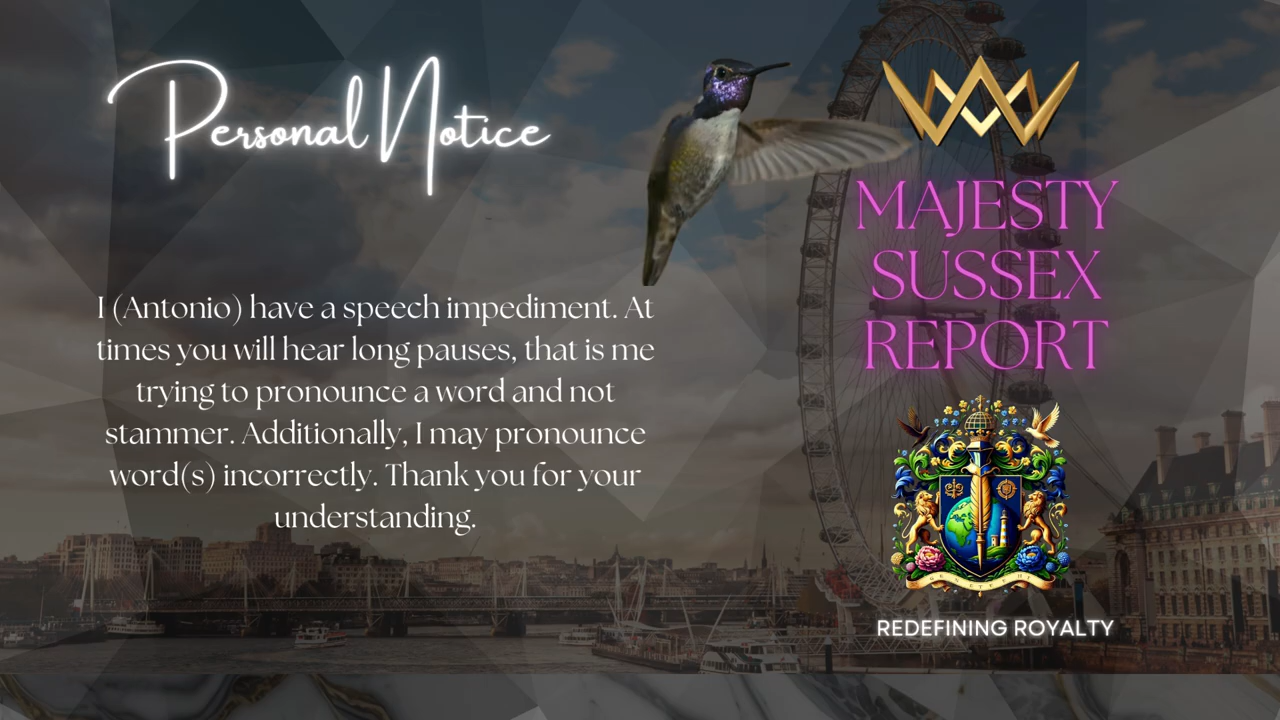 Personal Notice
I (Antonio) have a speech impediment. At
times you will hear long pauses, that is me
trying to pronounce a word and not
stammer. Additionally, I may pronounce
word(s) incorrectly. Thank you for your
understanding.
MAJESTY
SUSSEX
REPORT
REDEFINING ROYALTY